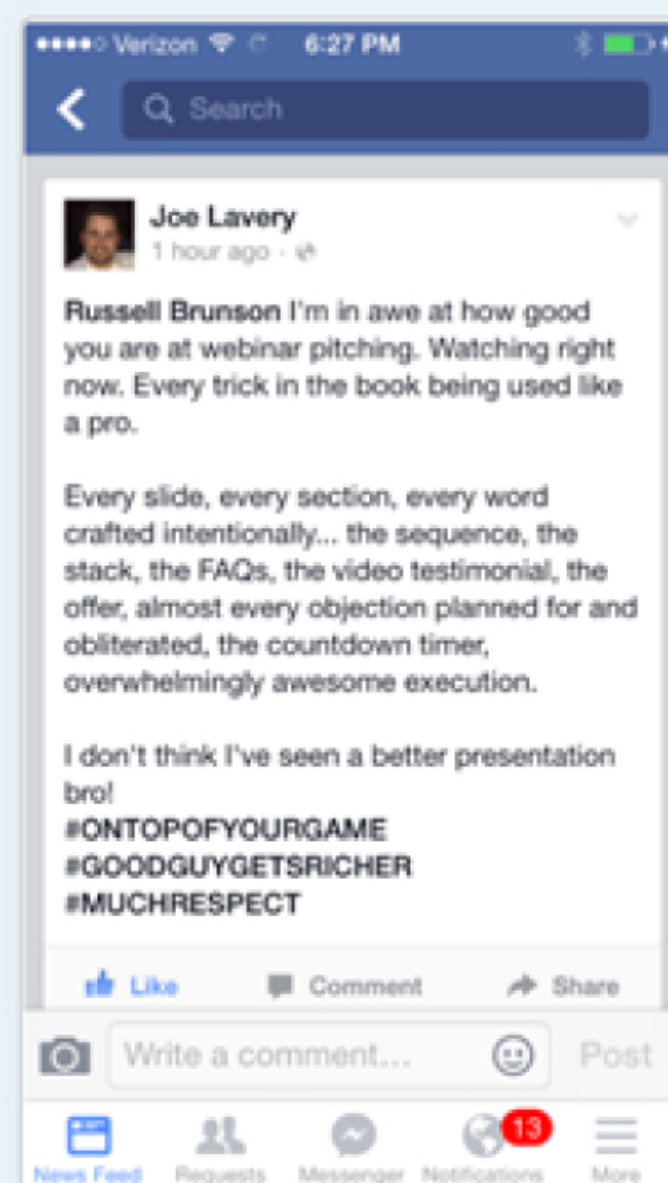 Verizon 6:27 PM
Search
Joe Lavery
1 hour ago ·
Russell Brunson I'm in awe at how good
you are at webinar pitching. Watching right
now. Every trick in the book being used like
a pro.
Every slide, every section, every word
crafted intentionally... the sequence, the
stack, the FAQs, the video testimonial, the
offer, almost every objection planned for and
obliterated, the countdown timer,
overwhelmingly awesome execution.
I don't think I've seen a better presentation
bro!
#ONTOPOFYOURGAME
#GOODGUYGETSRICHER
#MUCHRESPECT
Like Comment Share
Write a comment... Post
13
News Feed Requests Messenger Notifications More